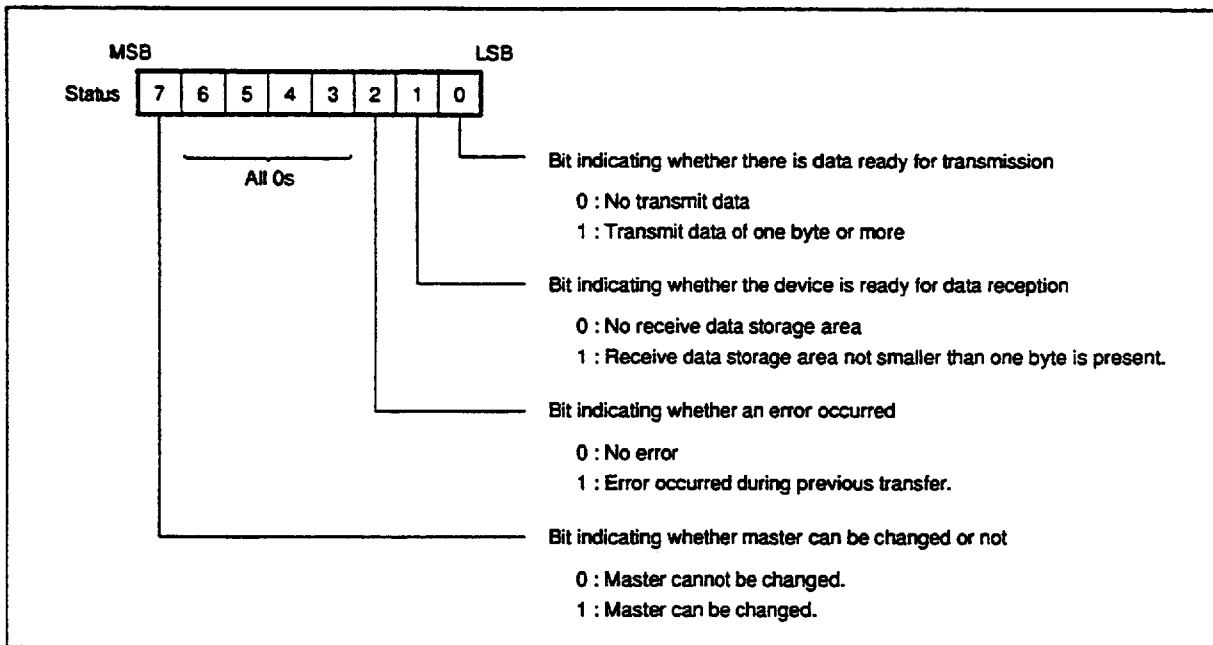 MSB LSB
Status 7 6 5 4 3 2 1 0
All 0s
Bit indicating whether there is data ready for transmission
0 : No transmit data
1 : Transmit data of one byte or more
Bit indicating whether the device is ready for data reception
0 : No receive data storage area
1 : Receive data storage area not smaller than one byte is present.
Bit indicating whether an error occurred
0 : No error
1 : Error occurred during previous transfer.
Bit indicating whether master can be changed or not
0 : Master cannot be changed.
1 : Master can be changed.